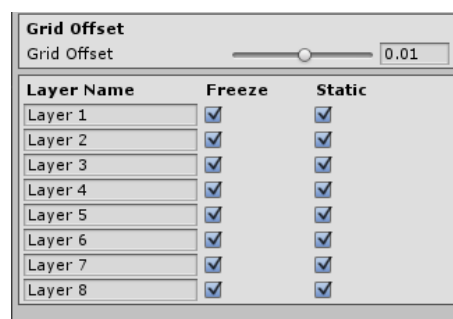 Grid Offset
Grid Offset 0.01
Layer Name Freeze Static
Layer 1
Layer 2
Layer 3
Layer 4
Layer 5
Layer 6
Layer 7
Layer 8